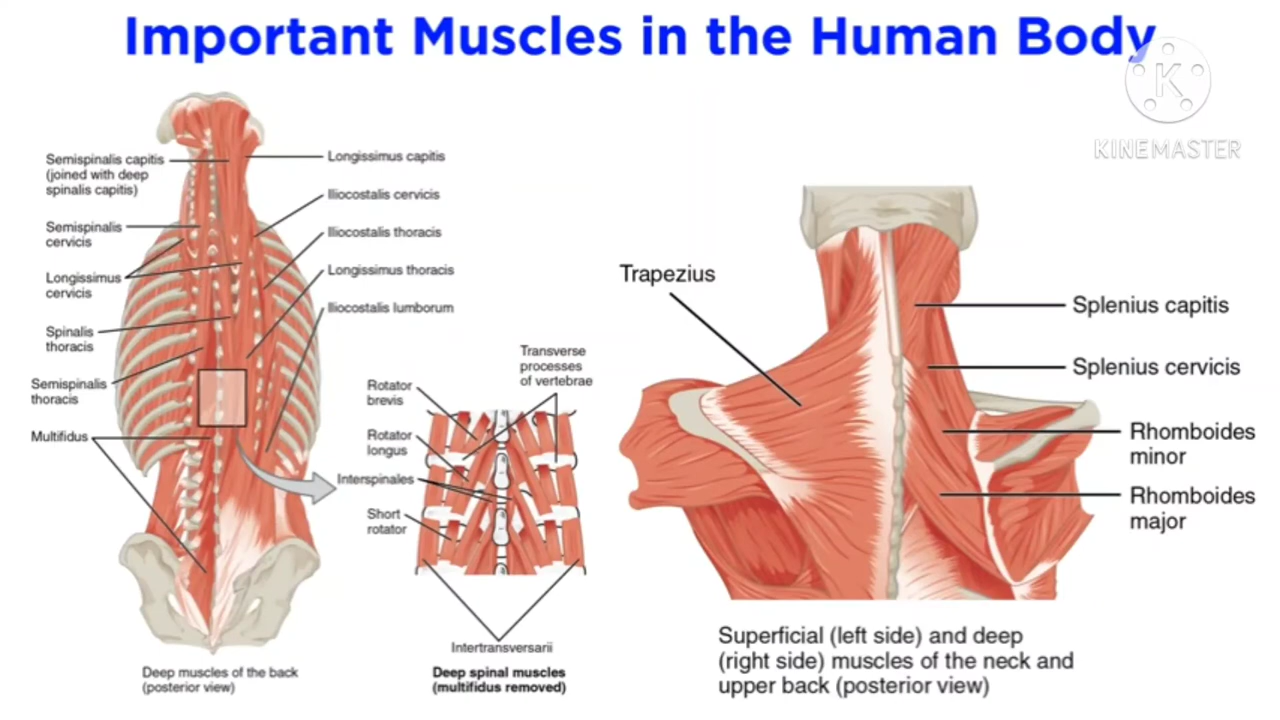 Important Muscles in the Human Body
K
KINEMASTER
Semispinalis capitis
(joined with deep
spinalis capitis)
Semispinalis
cervicis
Longissimus
cervicis
Spinalis
thoracis
Semispinalis
thoracis
Multifidus
Longissimus capitis
Iliocostalis cervicis
Iliocostalis thoracis
Longissimus thoracis
Iliocostalis lumborum
Deep muscles of the back
(posterior view)
Transverse
processes
of vertebrae
Rotator
brevis
Rotator
longus
Interspinales
Short
rotator
Intertransversarii
Deep spinal muscles
(multifidus removed)
Trapezius
Splenius capitis
Splenius cervicis
Rhomboides
minor
Rhomboides
major
Superficial (left side) and deep
(right side) muscles of the neck and
upper back (posterior view)